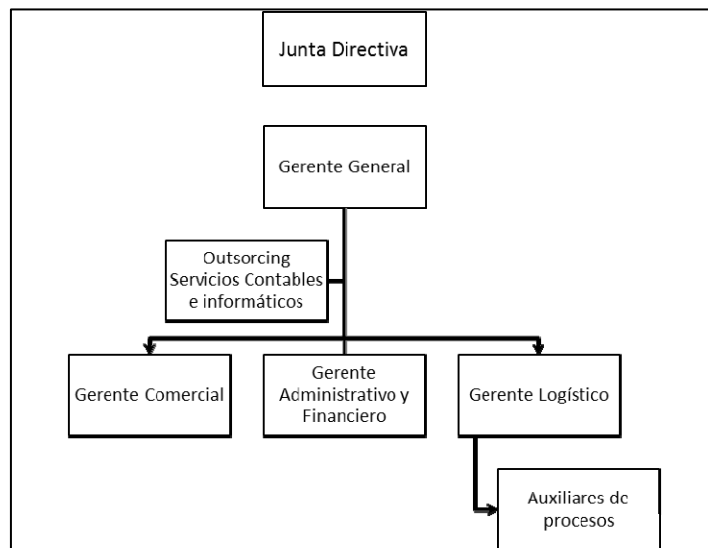 Junta Directiva
Gerente General
Outsorcing
Servicios Contables
e informáticos
Gerente Comercial
Gerente
Administrativo y
Financiero
Gerente Logístico
Auxiliares de
procesos